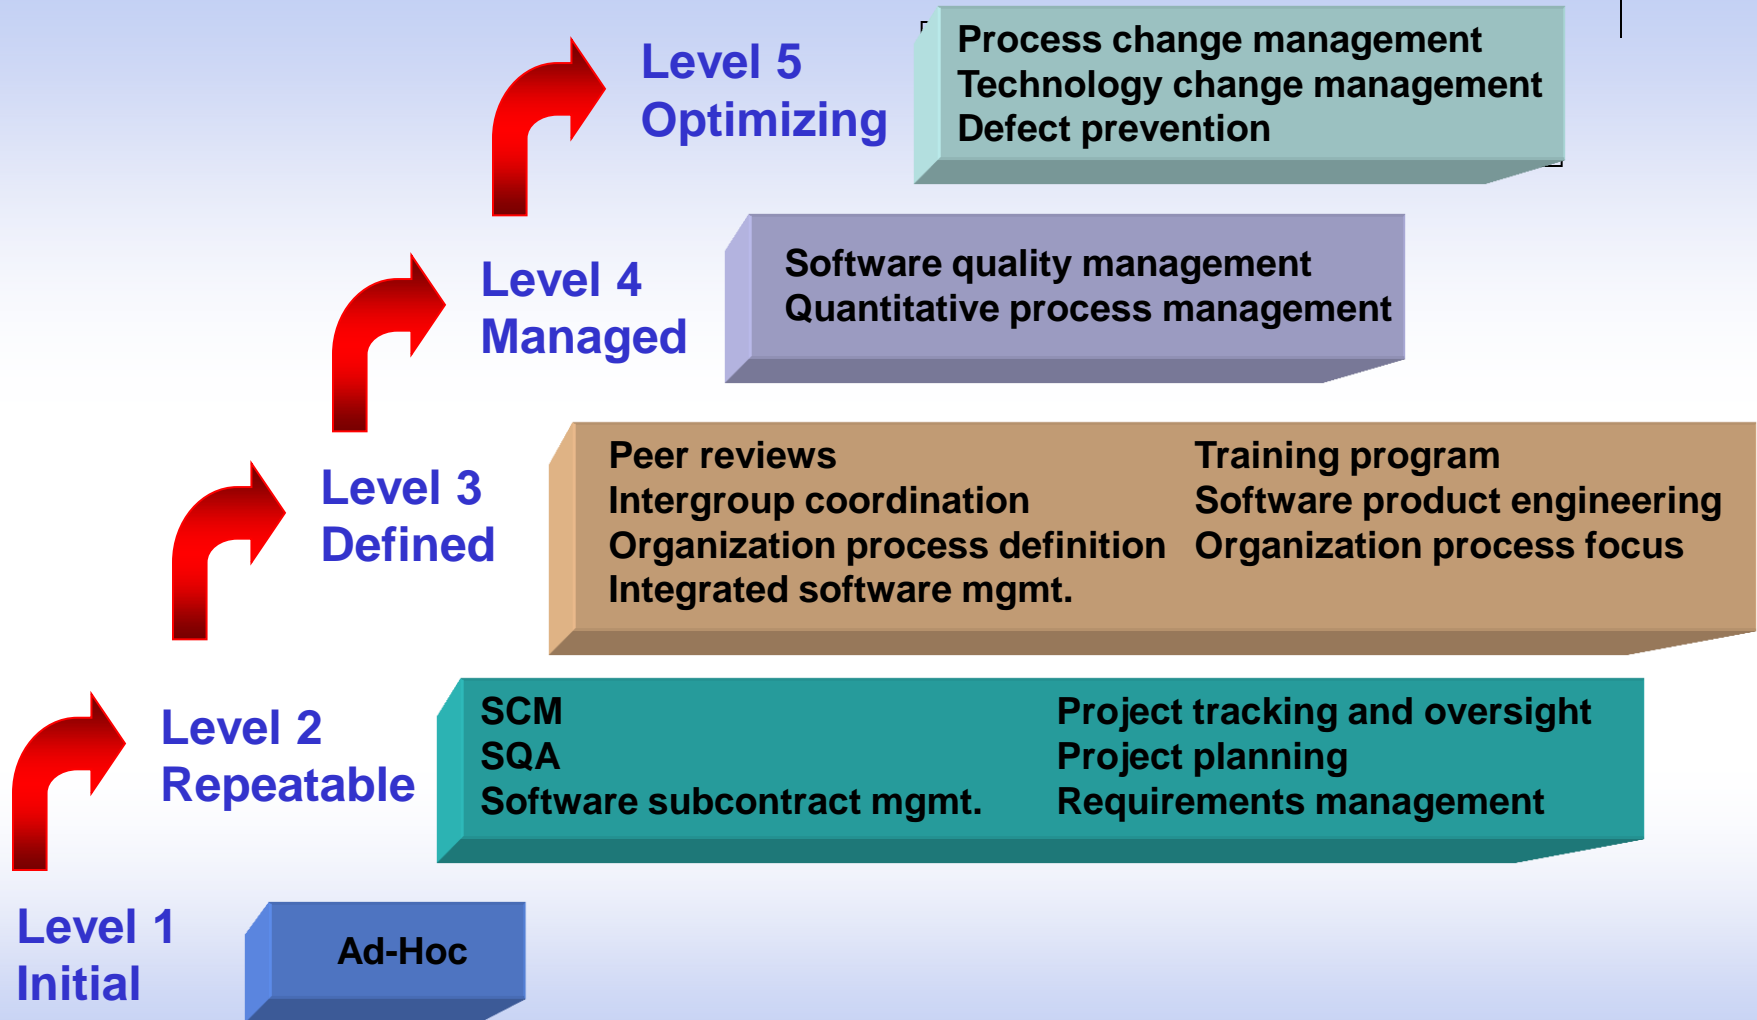 Level 5
Optimizing
Process change management
Technology change management
Defect prevention
Level 4
Managed
Software quality management
Quantitative process management
Level 3
Defined
Peer reviews
Intergroup coordination
Organization process definition
Integrated software mgmt.
Training program
Software product engineering
Organization process focus
Level 2
Repeatable
SCM
SQA
Software subcontract mgmt.
Project tracking and oversight
Project planning
Requirements management
Level 1
Initial
Ad-Hoc